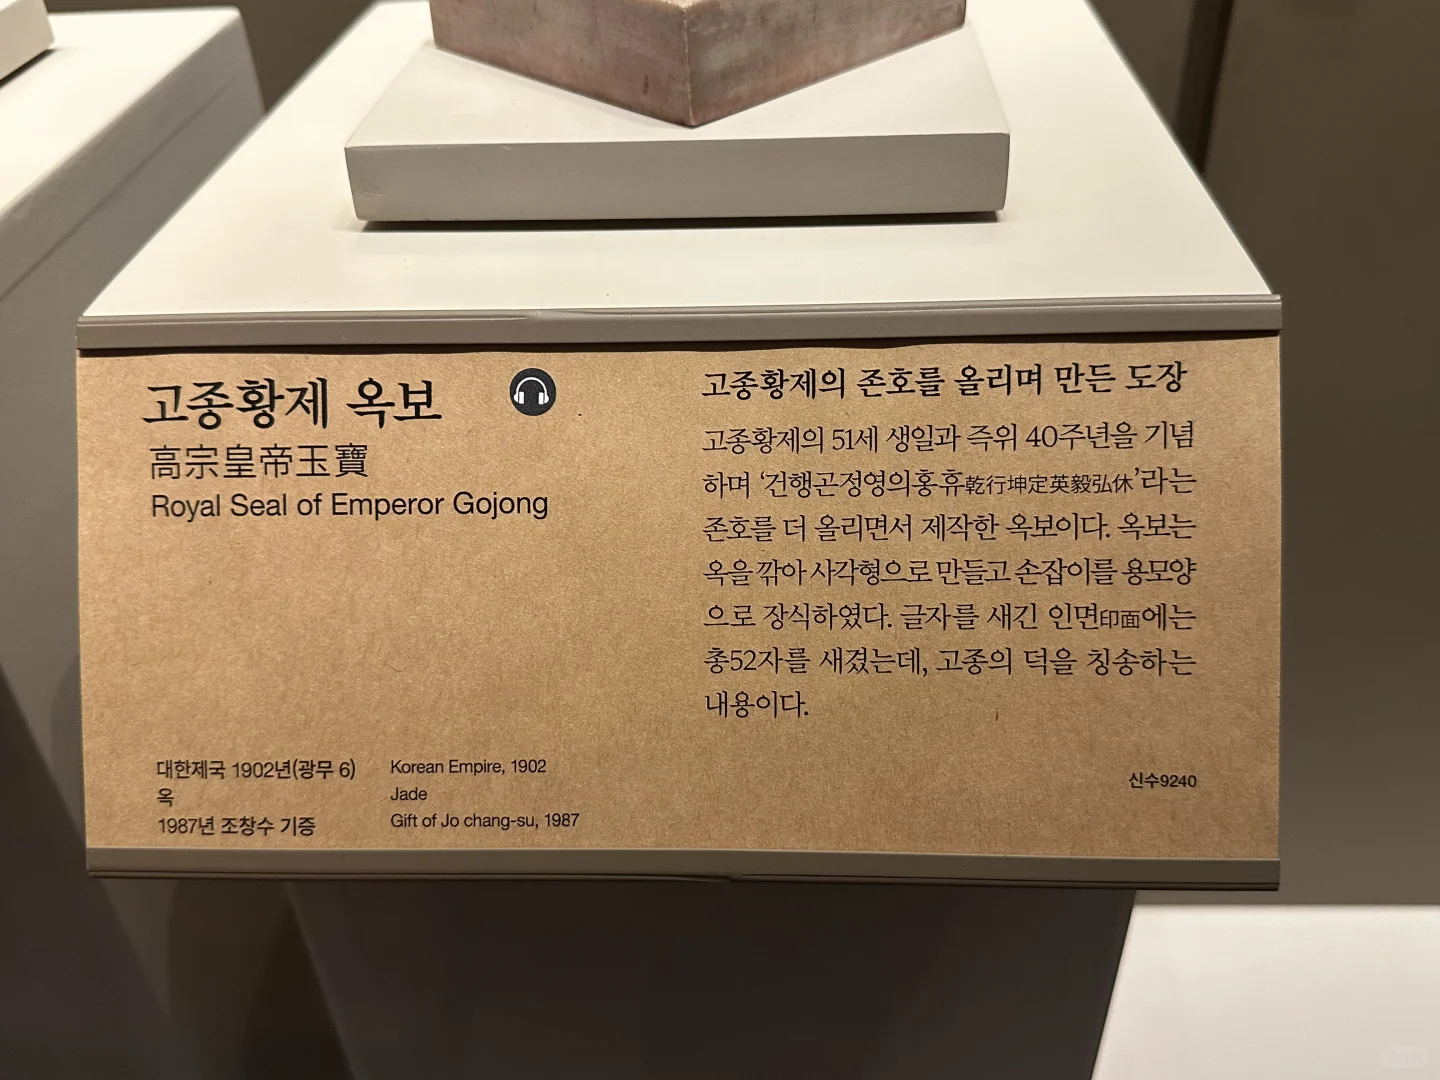 고종황제 옥보
高宗皇帝玉寶
Royal Seal of Emperor Gojong
대한제국 1902년(광무 6)
옥
1987년 조창수 기증
Korean Empire, 1902
Jade
Gift of Jo chang-su, 1987
고종황제의 존호를 올리며 만든 도장
고종황제의 51세 생일과 즉위 40주년을 기념
하며 ‘건행곤정영의홍휴乾行坤定英毅弘休’라는
존호를 더 올리면서 제작한 옥보이다. 옥보는
옥을 깎아 사각형으로 만들고 손잡이를 용모양
으로 장식하였다. 글자를 새긴 인면印面에는
총52자를 새겼는데, 고종의 덕을 칭송하는
내용이다.
신수9240